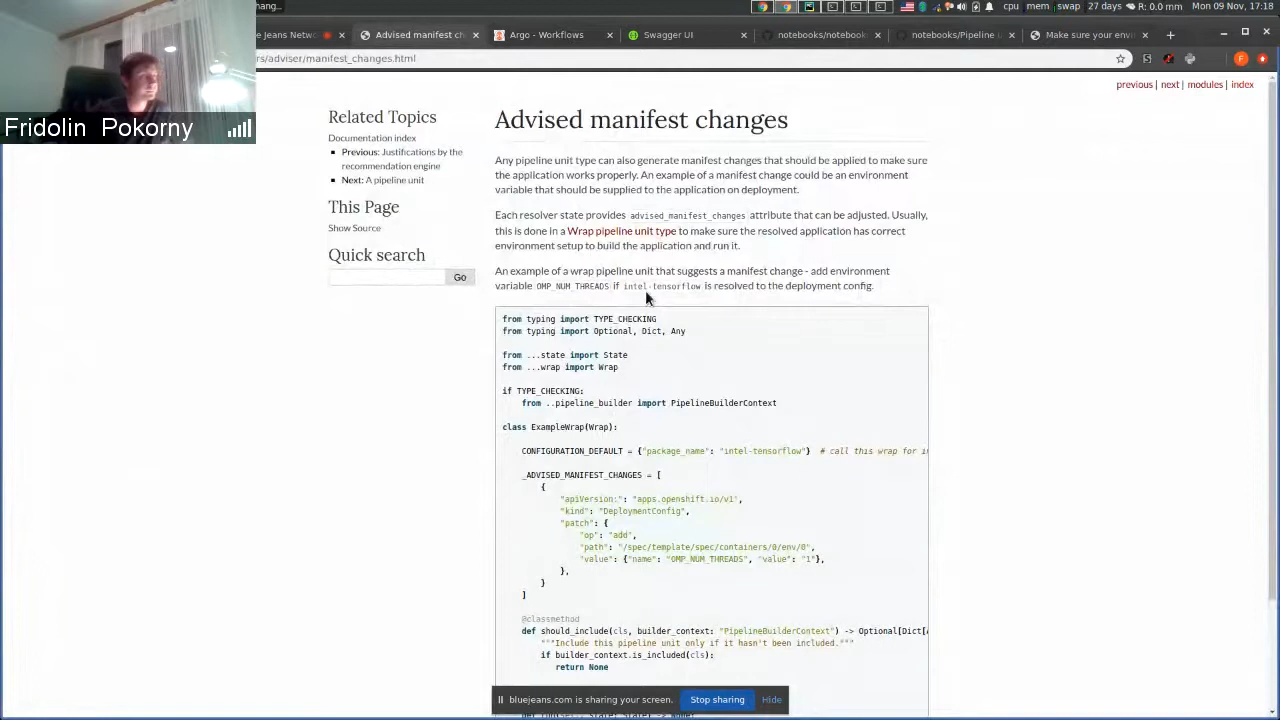 ang...
cpu mem swap 27 days R: 0.0 mm Mon 09 Nov, 17:18
e Jeans Netw
Advised manifest ch
Argo - Workflows
Swagger UI
notebooks/notebook
notebooks/Pipeline
Make sure your envi
rs/adviser/manifest_changes.html
Fridolin Pokorny
previous | next | modules | index
Related Topics
Documentation index
Previous: Justifications by the
recommendation engine
Next: A pipeline unit
This Page
Show Source
Quick search
Go
Advised manifest changes
Any pipeline unit type can also generate manifest changes that should be applied to make sure
the application works properly. An example of a manifest change could be an environment
variable that should be supplied to the application on deployment.
Each resolver state provides advised_manifest_changes attribute that can be adjusted. Usually,
this is done in a Wrap pipeline unit type to make sure the resolved application has correct
environment setup to build the application and run it.
An example of a wrap pipeline unit that suggests a manifest change - add environment
variable OMP_NUM_THREADS if intel-tensorflow is resolved to the deployment config.
from typing import TYPE_CHECKING
from typing import Optional, Dict, Any
from ...state import State
from ...wrap import Wrap
if TYPE_CHECKING:
from ..pipeline_builder import PipelineBuilderContext
class ExampleWrap(Wrap):
CONFIGURATION_DEFAULT = {"package_name": "intel-tensorflow"} # call this wrap for i
_ADVISED_MANIFEST_CHANGES = [
{
"apiVersion:": "apps.openshift.io/v1",
"kind": "DeploymentConfig",
"patch": {
"op": "add",
"path": "/spec/template/spec/containers/0/env/0",
"value": {"name": "OMP_NUM_THREADS", "value": "1"},
},
}
]
@classmethod
def should_include(cls, builder_context: "PipelineBuilderContext") -> Optional[Dict[
"""Include this pipeline unit only if it hasn't been included."""
if builder_context.is_included(cls):
return None
bluejeans.com is sharing your screen. Stop sharing Hide